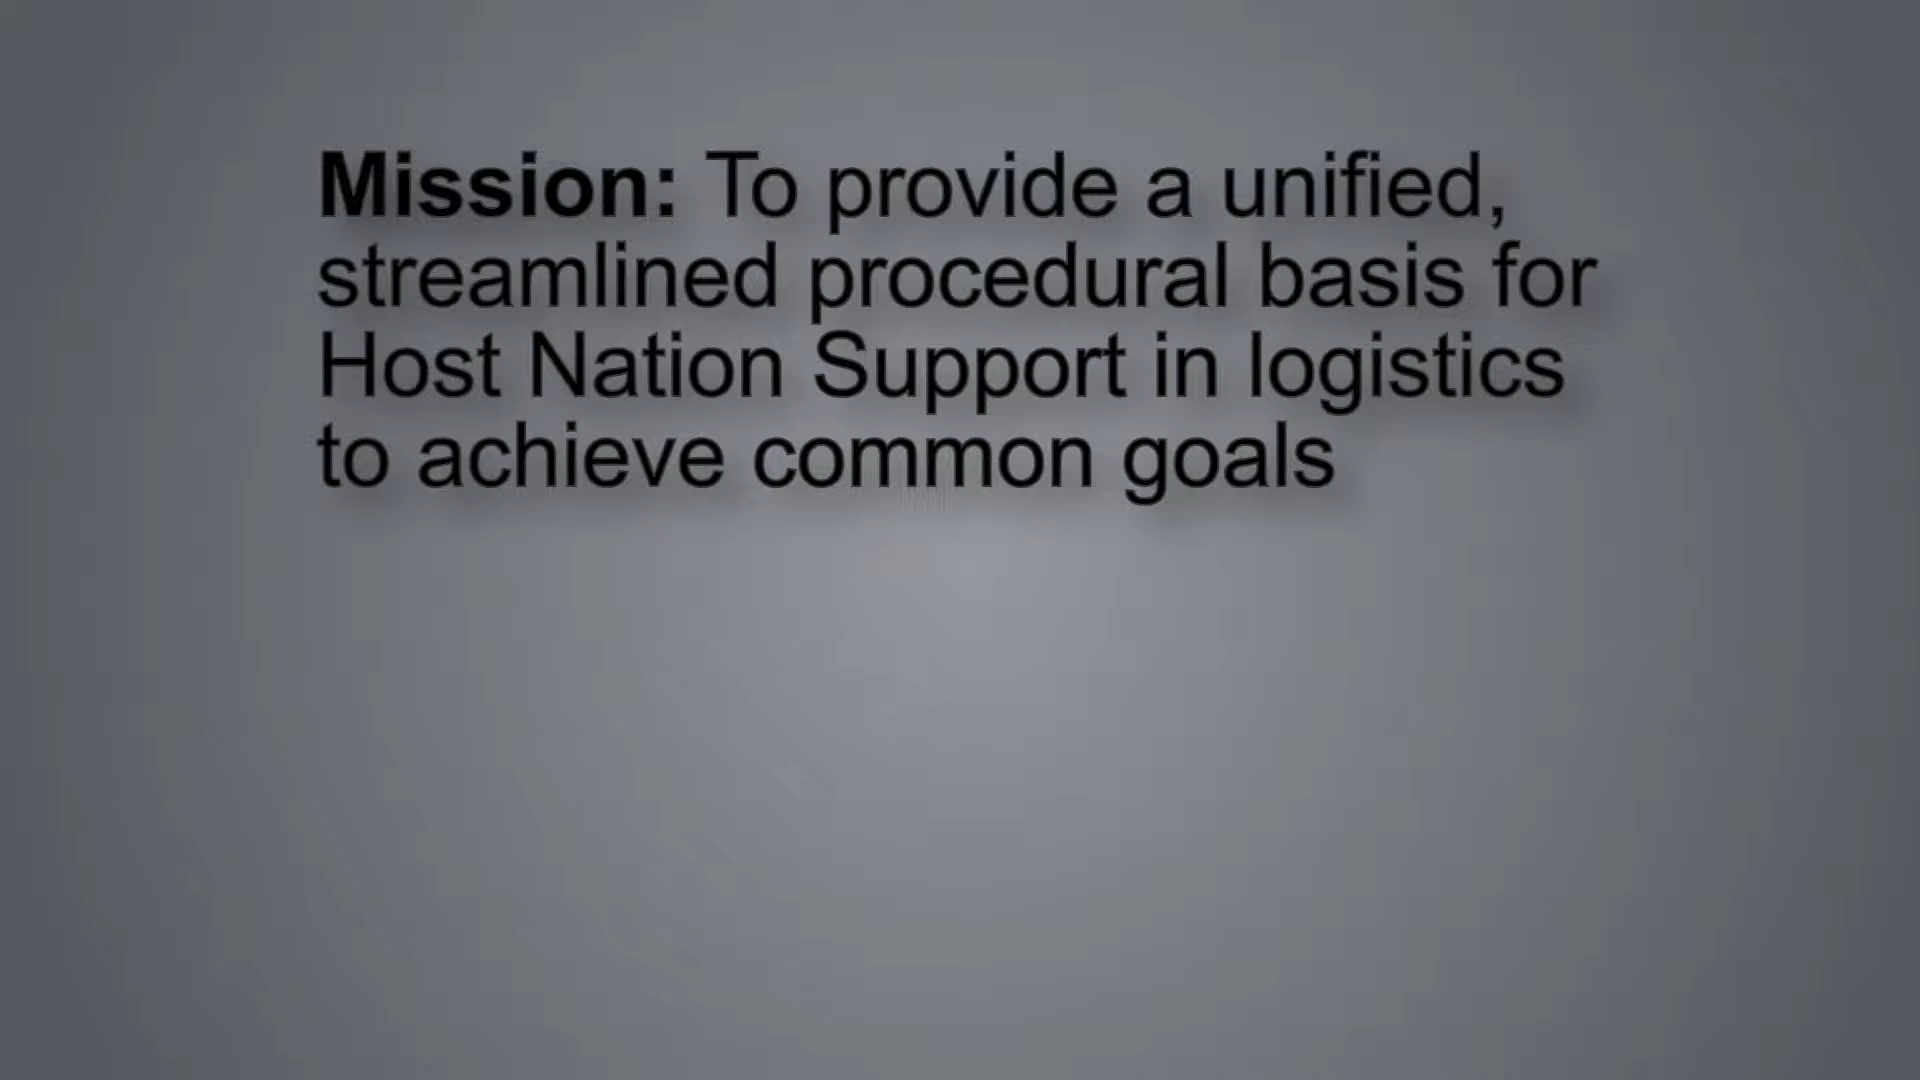 Mission: To provide a unified,
streamlined procedural basis for
Host Nation Support in logistics
to achieve common goals